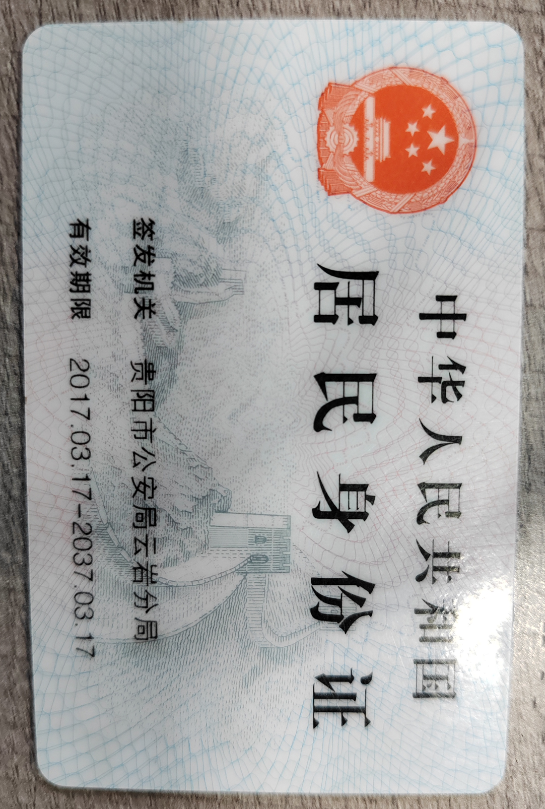 中华人民共和国
居民身份证
签发机关 贵阳市公安局云岩分局
有效期限 2017.03.17-2037.03.17